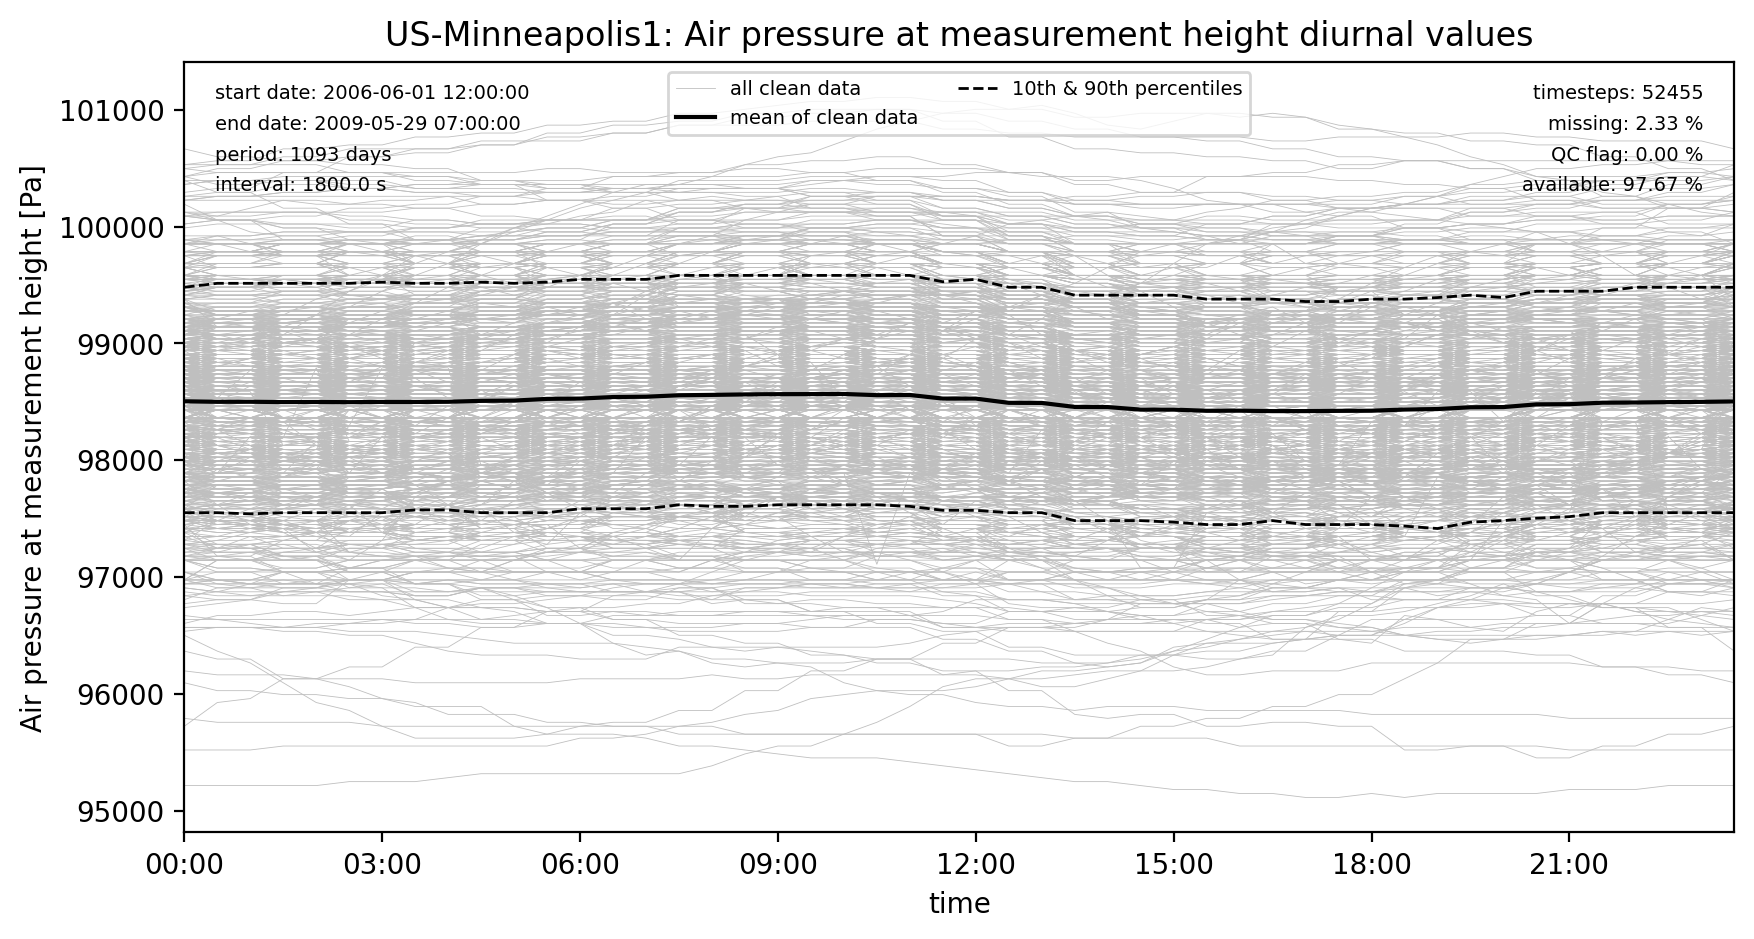 US-Minneapolis1: Air pressure at measurement height diurnal values
start date: 2006-06-01 12:00:00
end date: 2009-05-29 07:00:00
period: 1093 days
interval: 1800.0 s
all clean data
mean of clean data
10th & 90th percentiles
timesteps: 52455
missing: 2.33 %
QC flag: 0.00 %
available: 97.67 %
Air pressure at measurement height [Pa]
101000
100000
99000
98000
97000
96000
95000
00:00 03:00 06:00 09:00 12:00 15:00 18:00 21:00
time